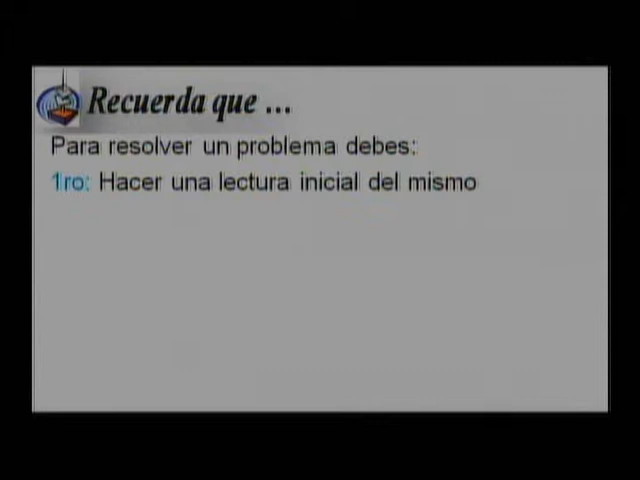 Recuerda que ...
Para resolver un problema debes:
1ro: Hacer una lectura inicial del mismo